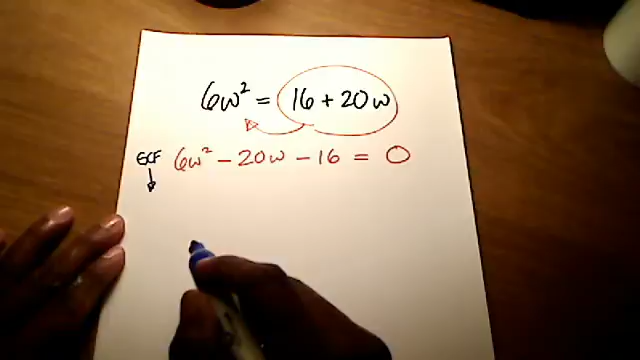 6w² = 16 + 20w
GCF 6w² - 20w - 16 = 0